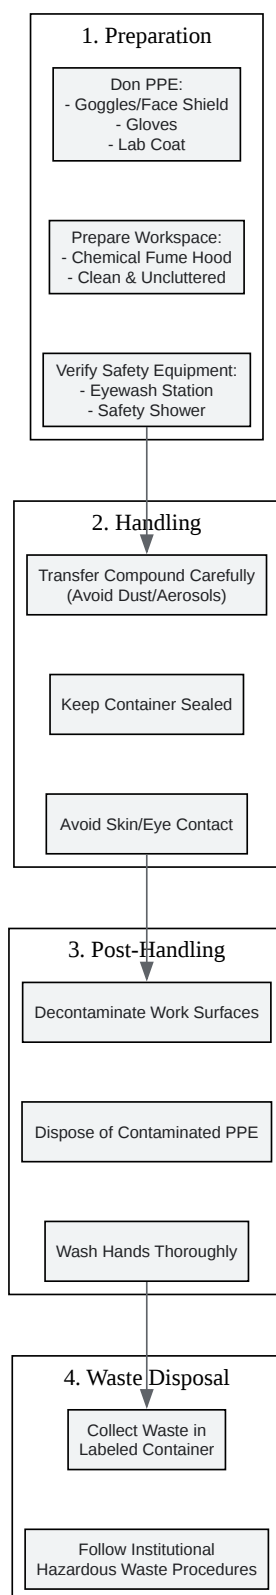 1. Preparation
Don PPE:
- Goggles/Face Shield
- Gloves
- Lab Coat
Prepare Workspace:
- Chemical Fume Hood
- Clean & Uncluttered
Verify Safety Equipment:
- Eyewash Station
- Safety Shower
2. Handling
Transfer Compound Carefully
(Avoid Dust/Aerosols)
Keep Container Sealed
Avoid Skin/Eye Contact
3. Post-Handling
Decontaminate Work Surfaces
Dispose of Contaminated PPE
Wash Hands Thoroughly
4. Waste Disposal
Collect Waste in
Labeled Container
Follow Institutional
Hazardous Waste Procedures